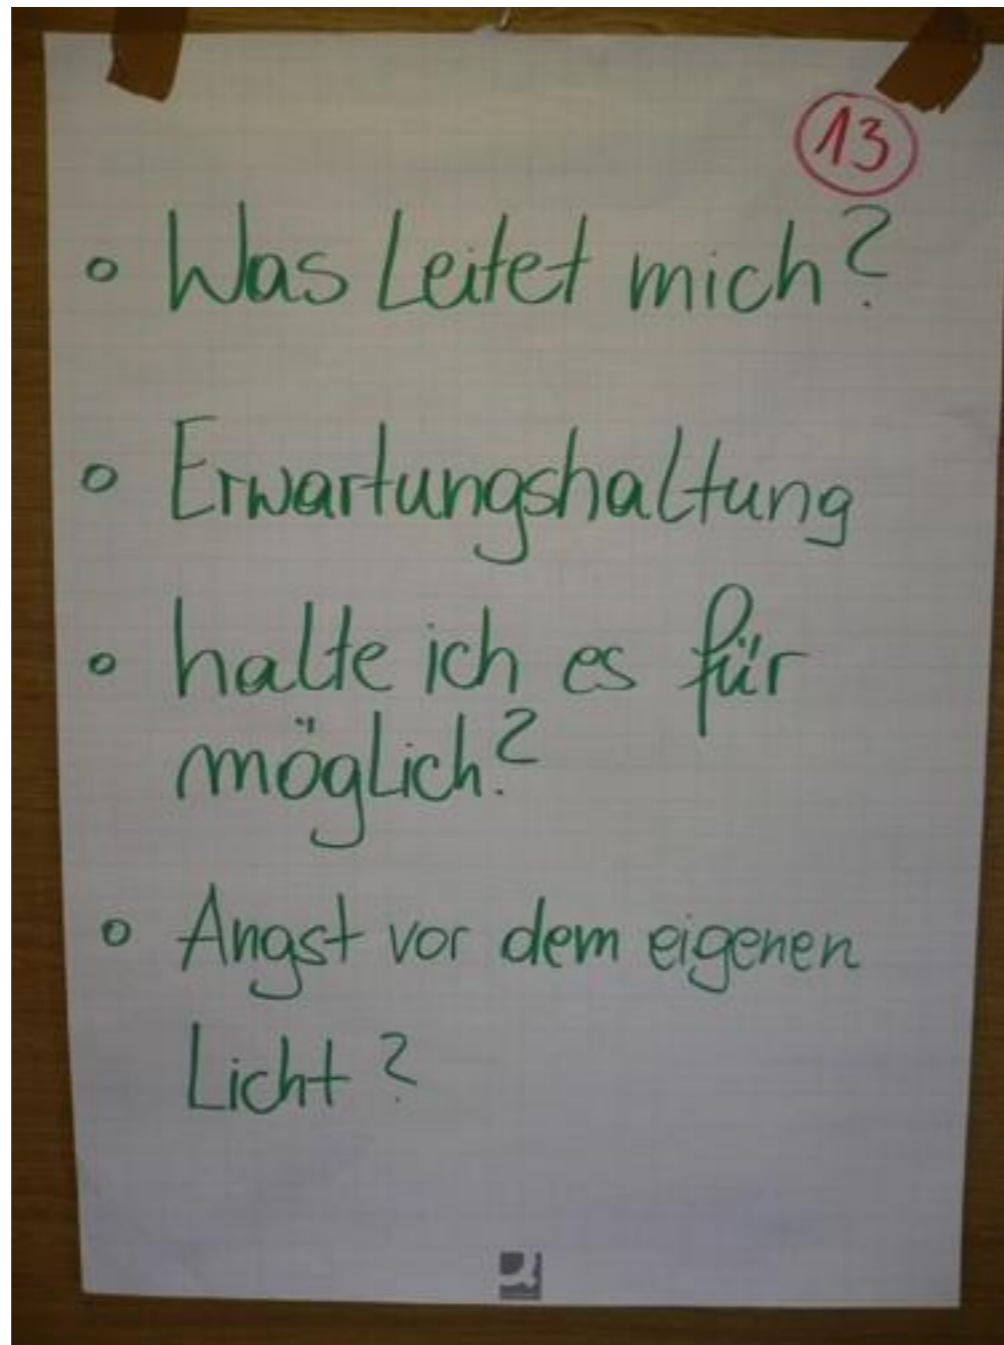 13
• Was Leitet mich?
• Erwartungshaltung
• halte ich es für
möglich?
• Angst vor dem eigenen
Licht?